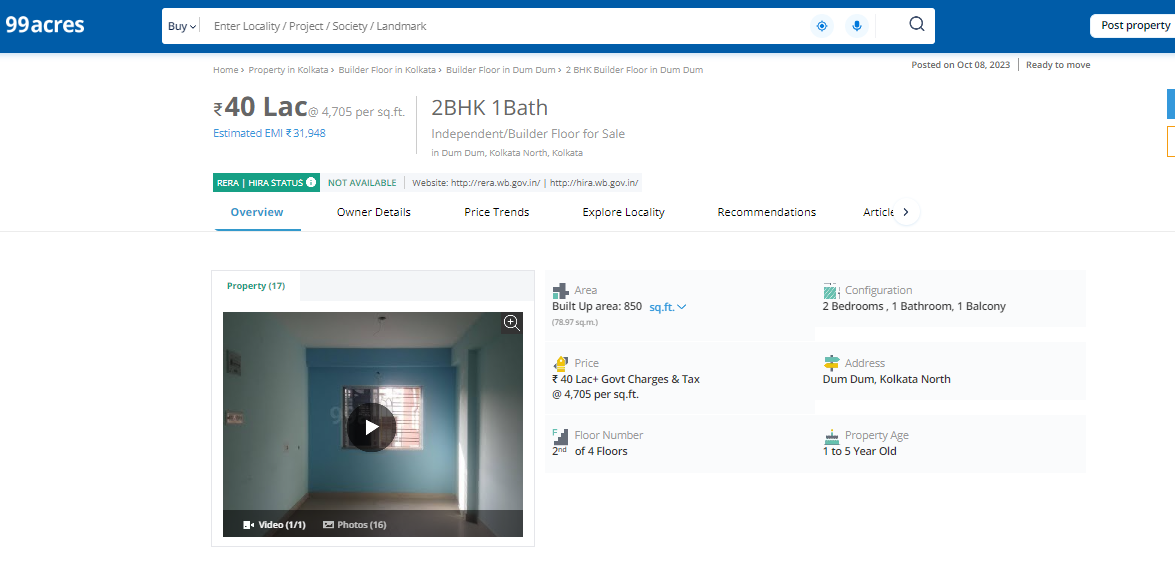 99acres
Buy
Enter Locality / Project / Society / Landmark
Post property
Home › Property in Kolkata › Builder Floor in Kolkata › Builder Floor in Dum Dum › 2 BHK Builder Floor in Dum Dum
Posted on Oct 08, 2023 | Ready to move
₹40 Lac @ 4,705 per sq.ft.
Estimated EMI ₹31,948
2BHK 1Bath
Independent/Builder Floor for Sale
in Dum Dum, Kolkata North, Kolkata
RERA | HIRA STATUS NOT AVAILABLE | Website: http://rera.wb.gov.in/ | http://hira.wb.gov.in/
Overview Owner Details Price Trends Explore Locality Recommendations Article
Property (17)
Video (1/1) Photos (16)
Area
Built Up area: 850 sq.ft.
(78.97 sq.m.)
Configuration
2 Bedrooms , 1 Bathroom, 1 Balcony
Price
₹ 40 Lac+ Govt Charges & Tax
@ 4,705 per sq.ft.
Address
Dum Dum, Kolkata North
Floor Number
2nd of 4 Floors
Property Age
1 to 5 Year Old